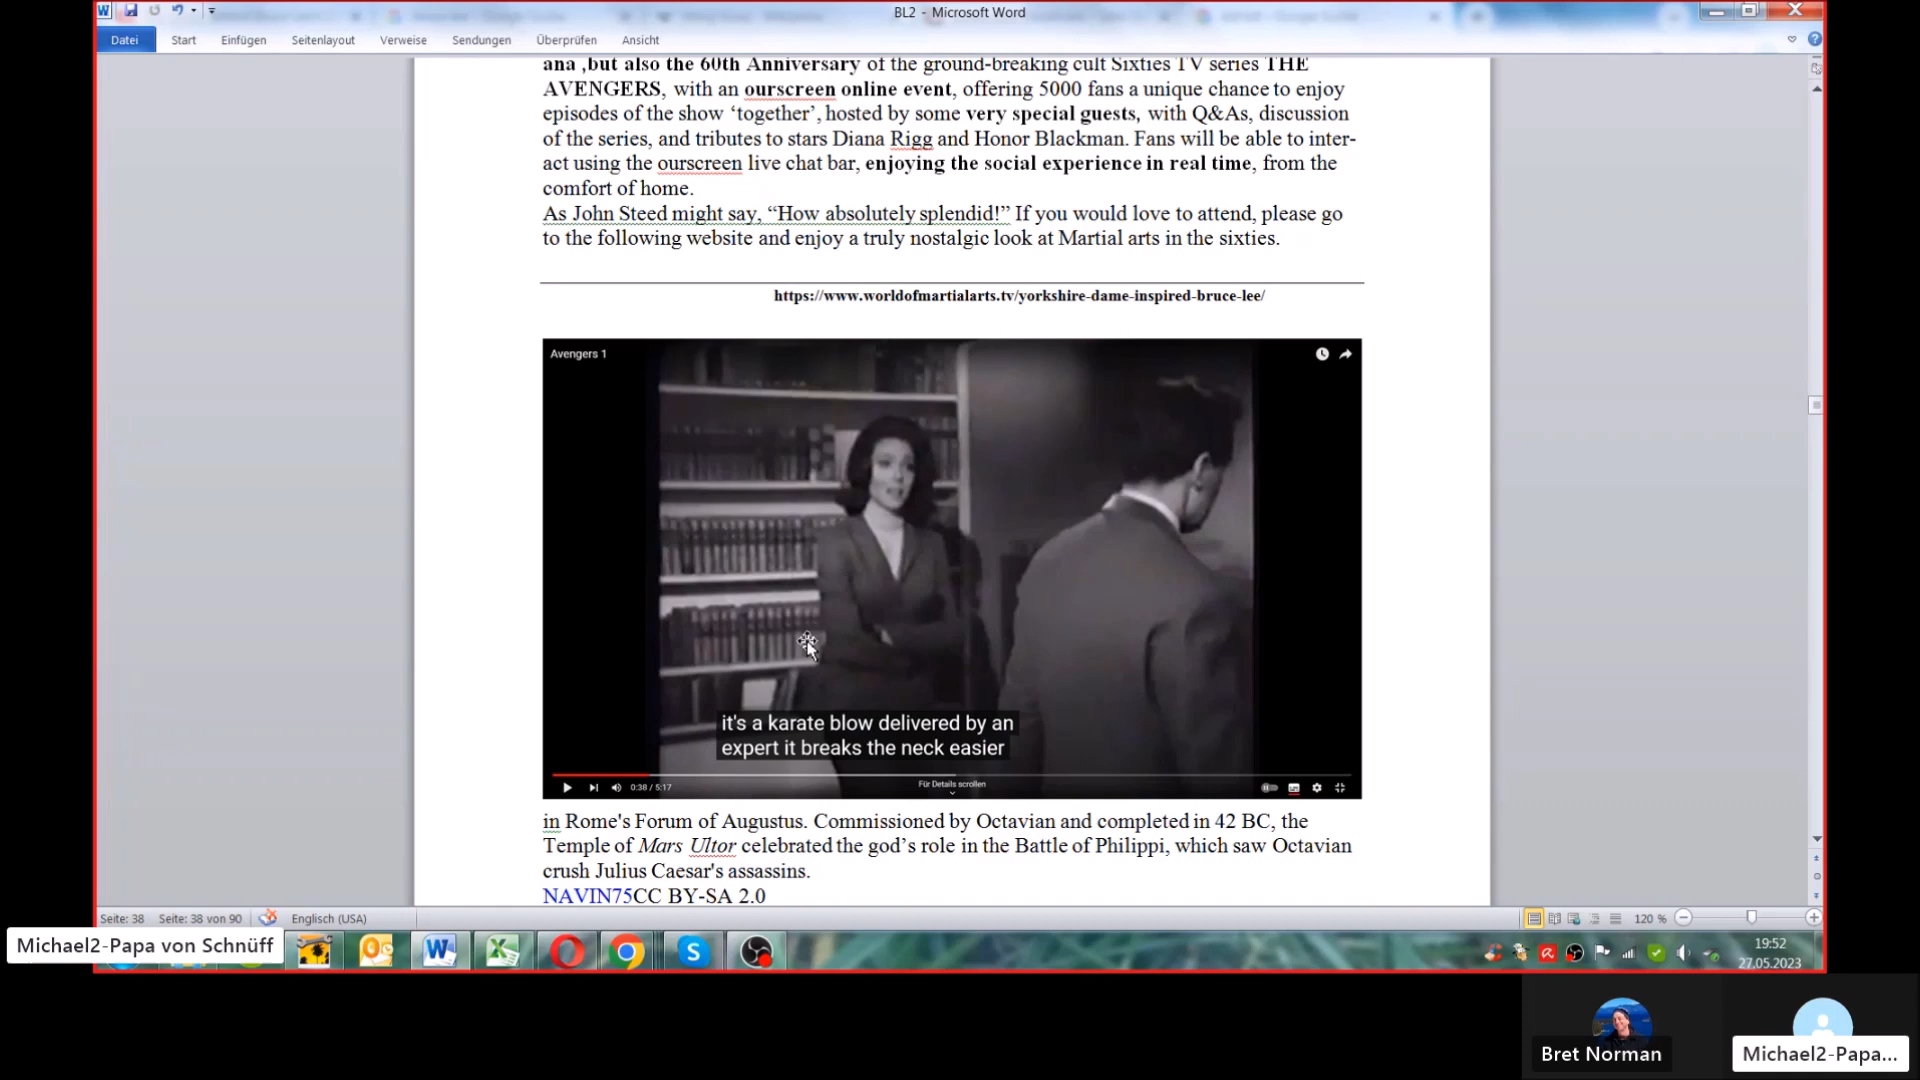 BL2 - Microsoft Word
Datei Start Einfügen Seitenlayout Verweise Sendungen Überprüfen Ansicht
ana ,but also the 60th Anniversary of the ground-breaking cult Sixties TV series THE
AVENGERS, with an ourscreen online event, offering 5000 fans a unique chance to enjoy
episodes of the show ‘together’, hosted by some very special guests, with Q&As, discussion
of the series, and tributes to stars Diana Rigg and Honor Blackman. Fans will be able to inter-
act using the ourscreen live chat bar, enjoying the social experience in real time, from the
comfort of home.
As John Steed might say, “How absolutely splendid!” If you would love to attend, please go
to the following website and enjoy a truly nostalgic look at Martial arts in the sixties.
https://www.worldofmartialarts.tv/yorkshire-dame-inspired-bruce-lee/
Avengers 1
it's a karate blow delivered by an
expert it breaks the neck easier
Für Details scrollen
0:38 / 5:17
in Rome's Forum of Augustus. Commissioned by Octavian and completed in 42 BC, the
Temple of Mars Ultor celebrated the god’s role in the Battle of Philippi, which saw Octavian
crush Julius Caesar's assassins.
NAVIN75CC BY-SA 2.0
Seite: 38 Seite: 38 von 90 Englisch (USA) 120 %
Michael2-Papa von Schnüff
19:52
27.05.2023
Bret Norman
Michael2-Papa...